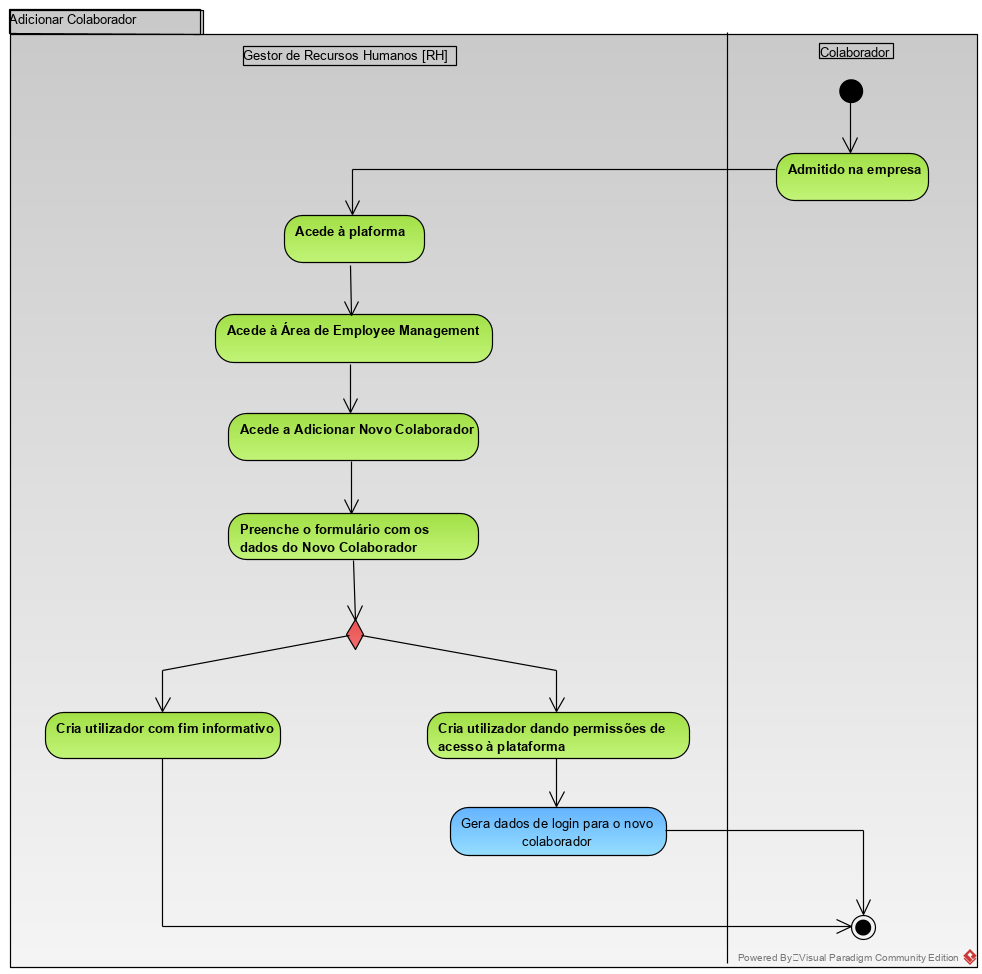 Adicionar Colaborador
Gestor de Recursos Humanos [RH]
Colaborador
Admitido na empresa
Acede à plaforma
Acede à Área de Employee Management
Acede a Adicionar Novo Colaborador
Preenche o formulário com os
dados do Novo Colaborador
Cria utilizador com fim informativo
Cria utilizador dando permissões de
acesso à plataforma
Gera dados de login para o novo
colaborador
Powered By Visual Paradigm Community Edition